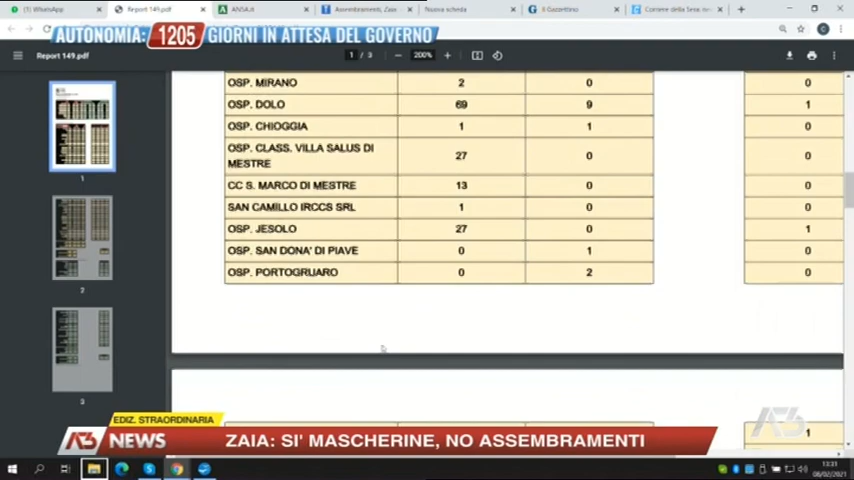 WhatsApp
Report 149.pdf
ANSA.it
Assembramenti, Zaia
Nuova scheda
Il Gazzettino
Corriere della Sera
AUTONOMIA: 1205 GIORNI IN ATTESA DEL GOVERNO
Report 149.pdf
1 / 3
200%
OSP. MIRANO 2 0 0
OSP. DOLO 69 9 1
OSP. CHIOGGIA 1 1 0
OSP. CLASS. VILLA SALUS DI
MESTRE 27 0 0
CC S. MARCO DI MESTRE 13 0 0
SAN CAMILLO IRCCS SRL 1 0 0
OSP. JESOLO 27 0 1
OSP. SAN DONA' DI PIAVE 0 1 0
OSP. PORTOGRUARO 0 2 0
1
2
3
1
EDIZ. STRAORDINARIA
A3 NEWS
ZAIA: SI' MASCHERINE, NO ASSEMBRAMENTI
A3
13:31
08/02/2021